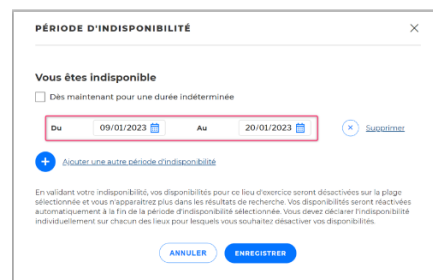 PÉRIODE D'INDISPONIBILITÉ
Vous êtes indisponible
Dès maintenant pour une durée indéterminée
Du 09/01/2023 Au 20/01/2023 Supprimer
Ajouter une autre période d'indisponibilité
En validant votre indisponibilité, vos disponibilités pour ce lieu d'exercice seront désactivées sur la plage
sélectionnée et vous n'apparaîtrez plus dans les résultats de recherche. Vos disponibilités seront réactivées
automatiquement à la fin de la période d'indisponibilité sélectionnée. Vous devez déclarer l'indisponibilité
individuellement sur chacun des lieux pour lesquels vous souhaitez désactiver vos disponibilités.
ANNULER ENREGISTRER